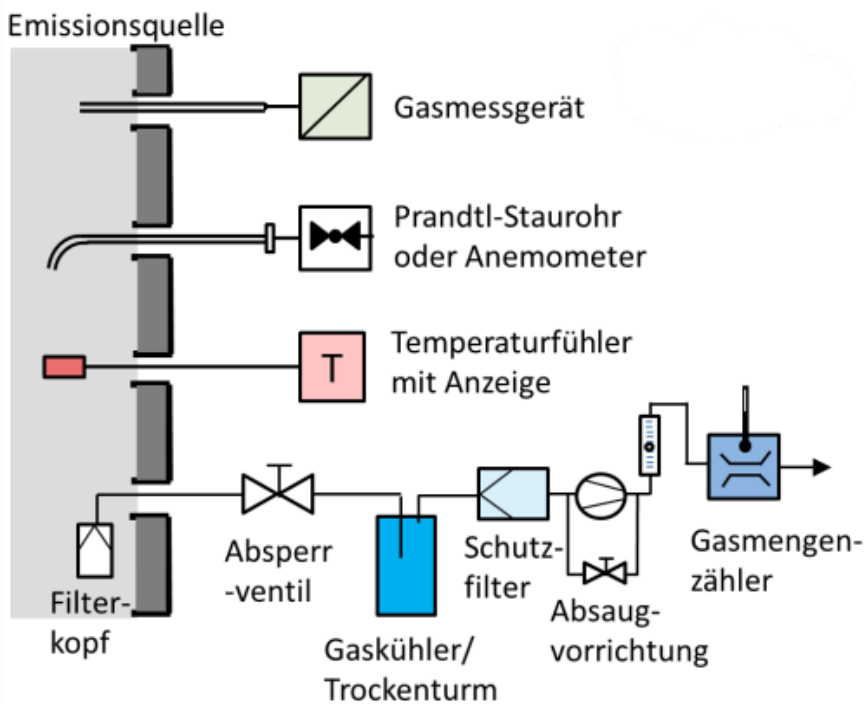 Emissionsquelle
Gasmessgerät
Prandtl-Staurohr
oder Anemometer
T
Temperaturfühler
mit Anzeige
Filter-
kopf
Absperr
-ventil
Gaskühler/
Trockenturm
Schutz-
filter
Absaug-
vorrichtung
Gasmengen-
zähler